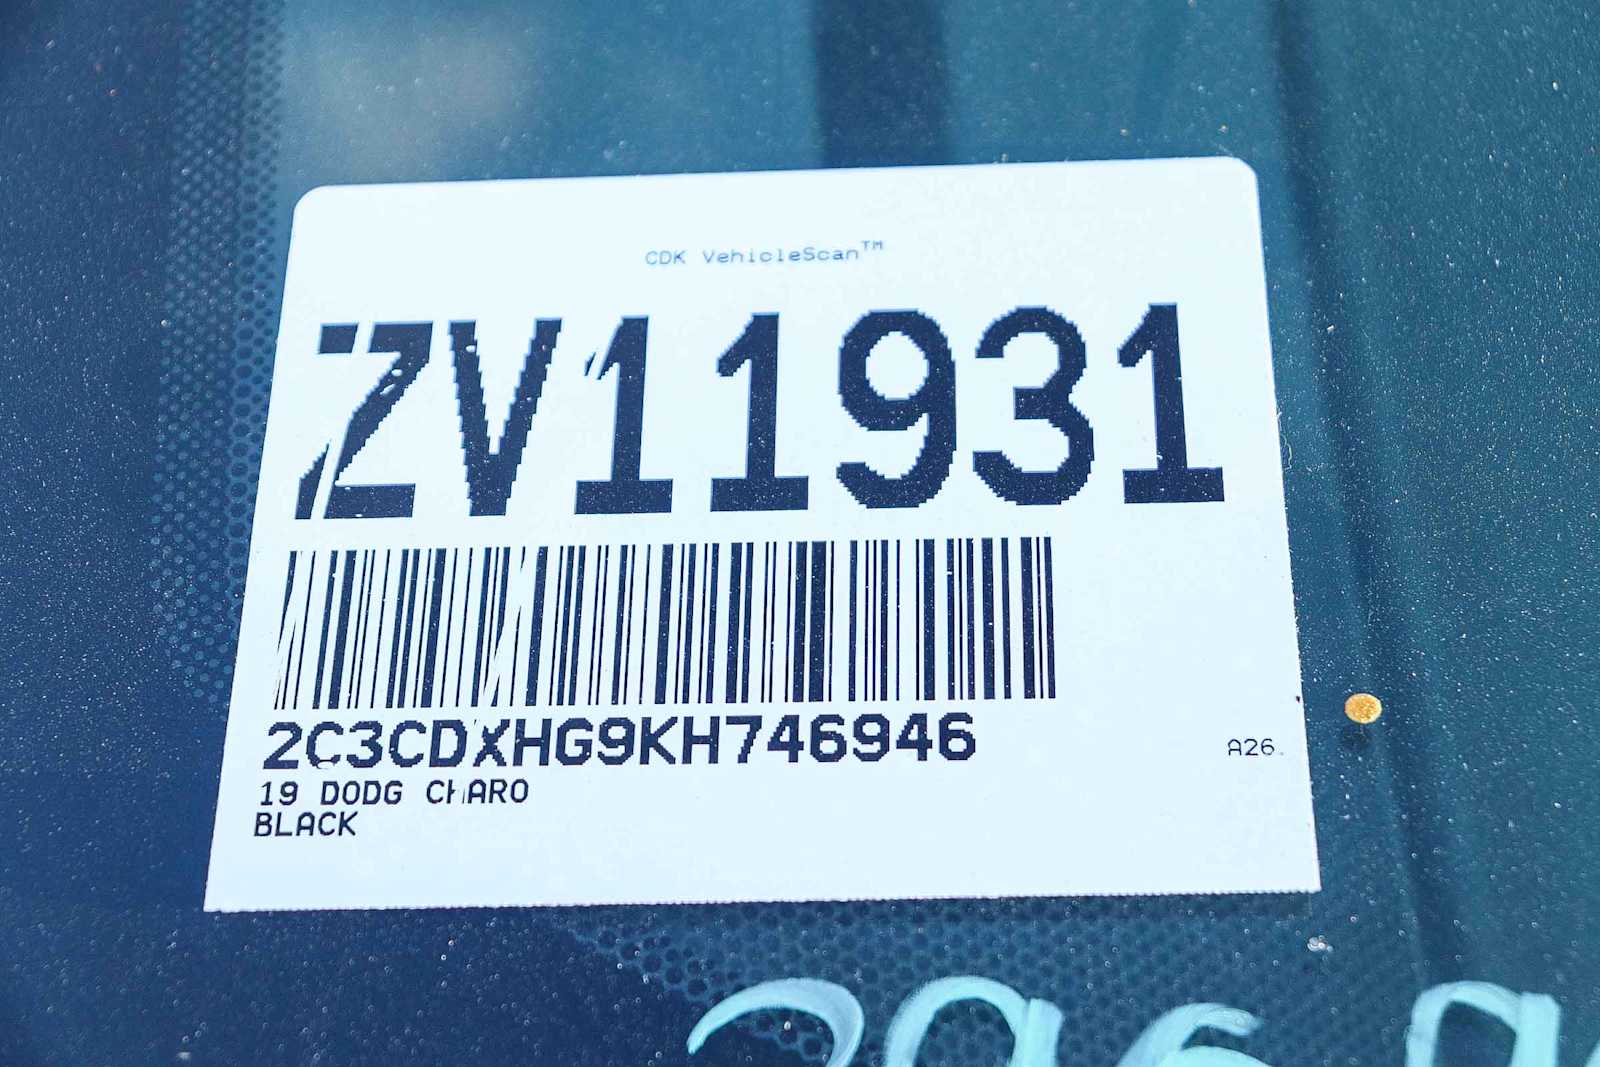 CDK VehicleScan™
ZV11931
2C3CDXHG9KH746946
A26.
19 DODG CHARO
BLACK